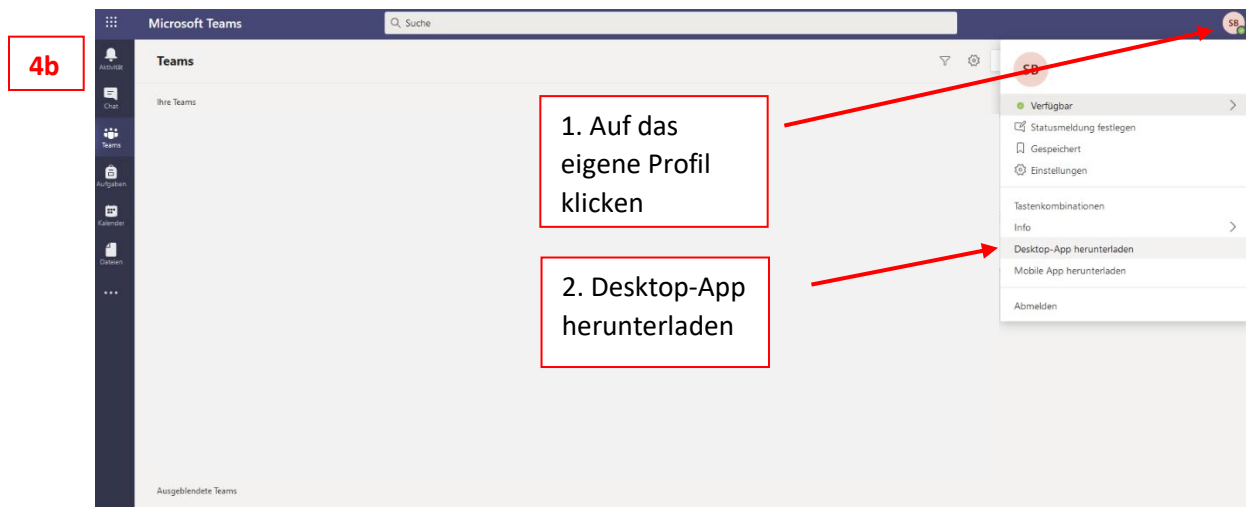 Microsoft Teams
Suche
SB
4b
Aktivität
Chat
Teams
Aufgaben
Kalender
Dateien
Teams
Ihre Teams
1. Auf das
eigene Profil
klicken
2. Desktop-App
herunterladen
SB
Verfügbar
Statusmeldung festlegen
Gespeichert
Einstellungen
Tastenkombinationen
Info
Desktop-App herunterladen
Mobile App herunterladen
Abmelden
Ausgeblendete Teams